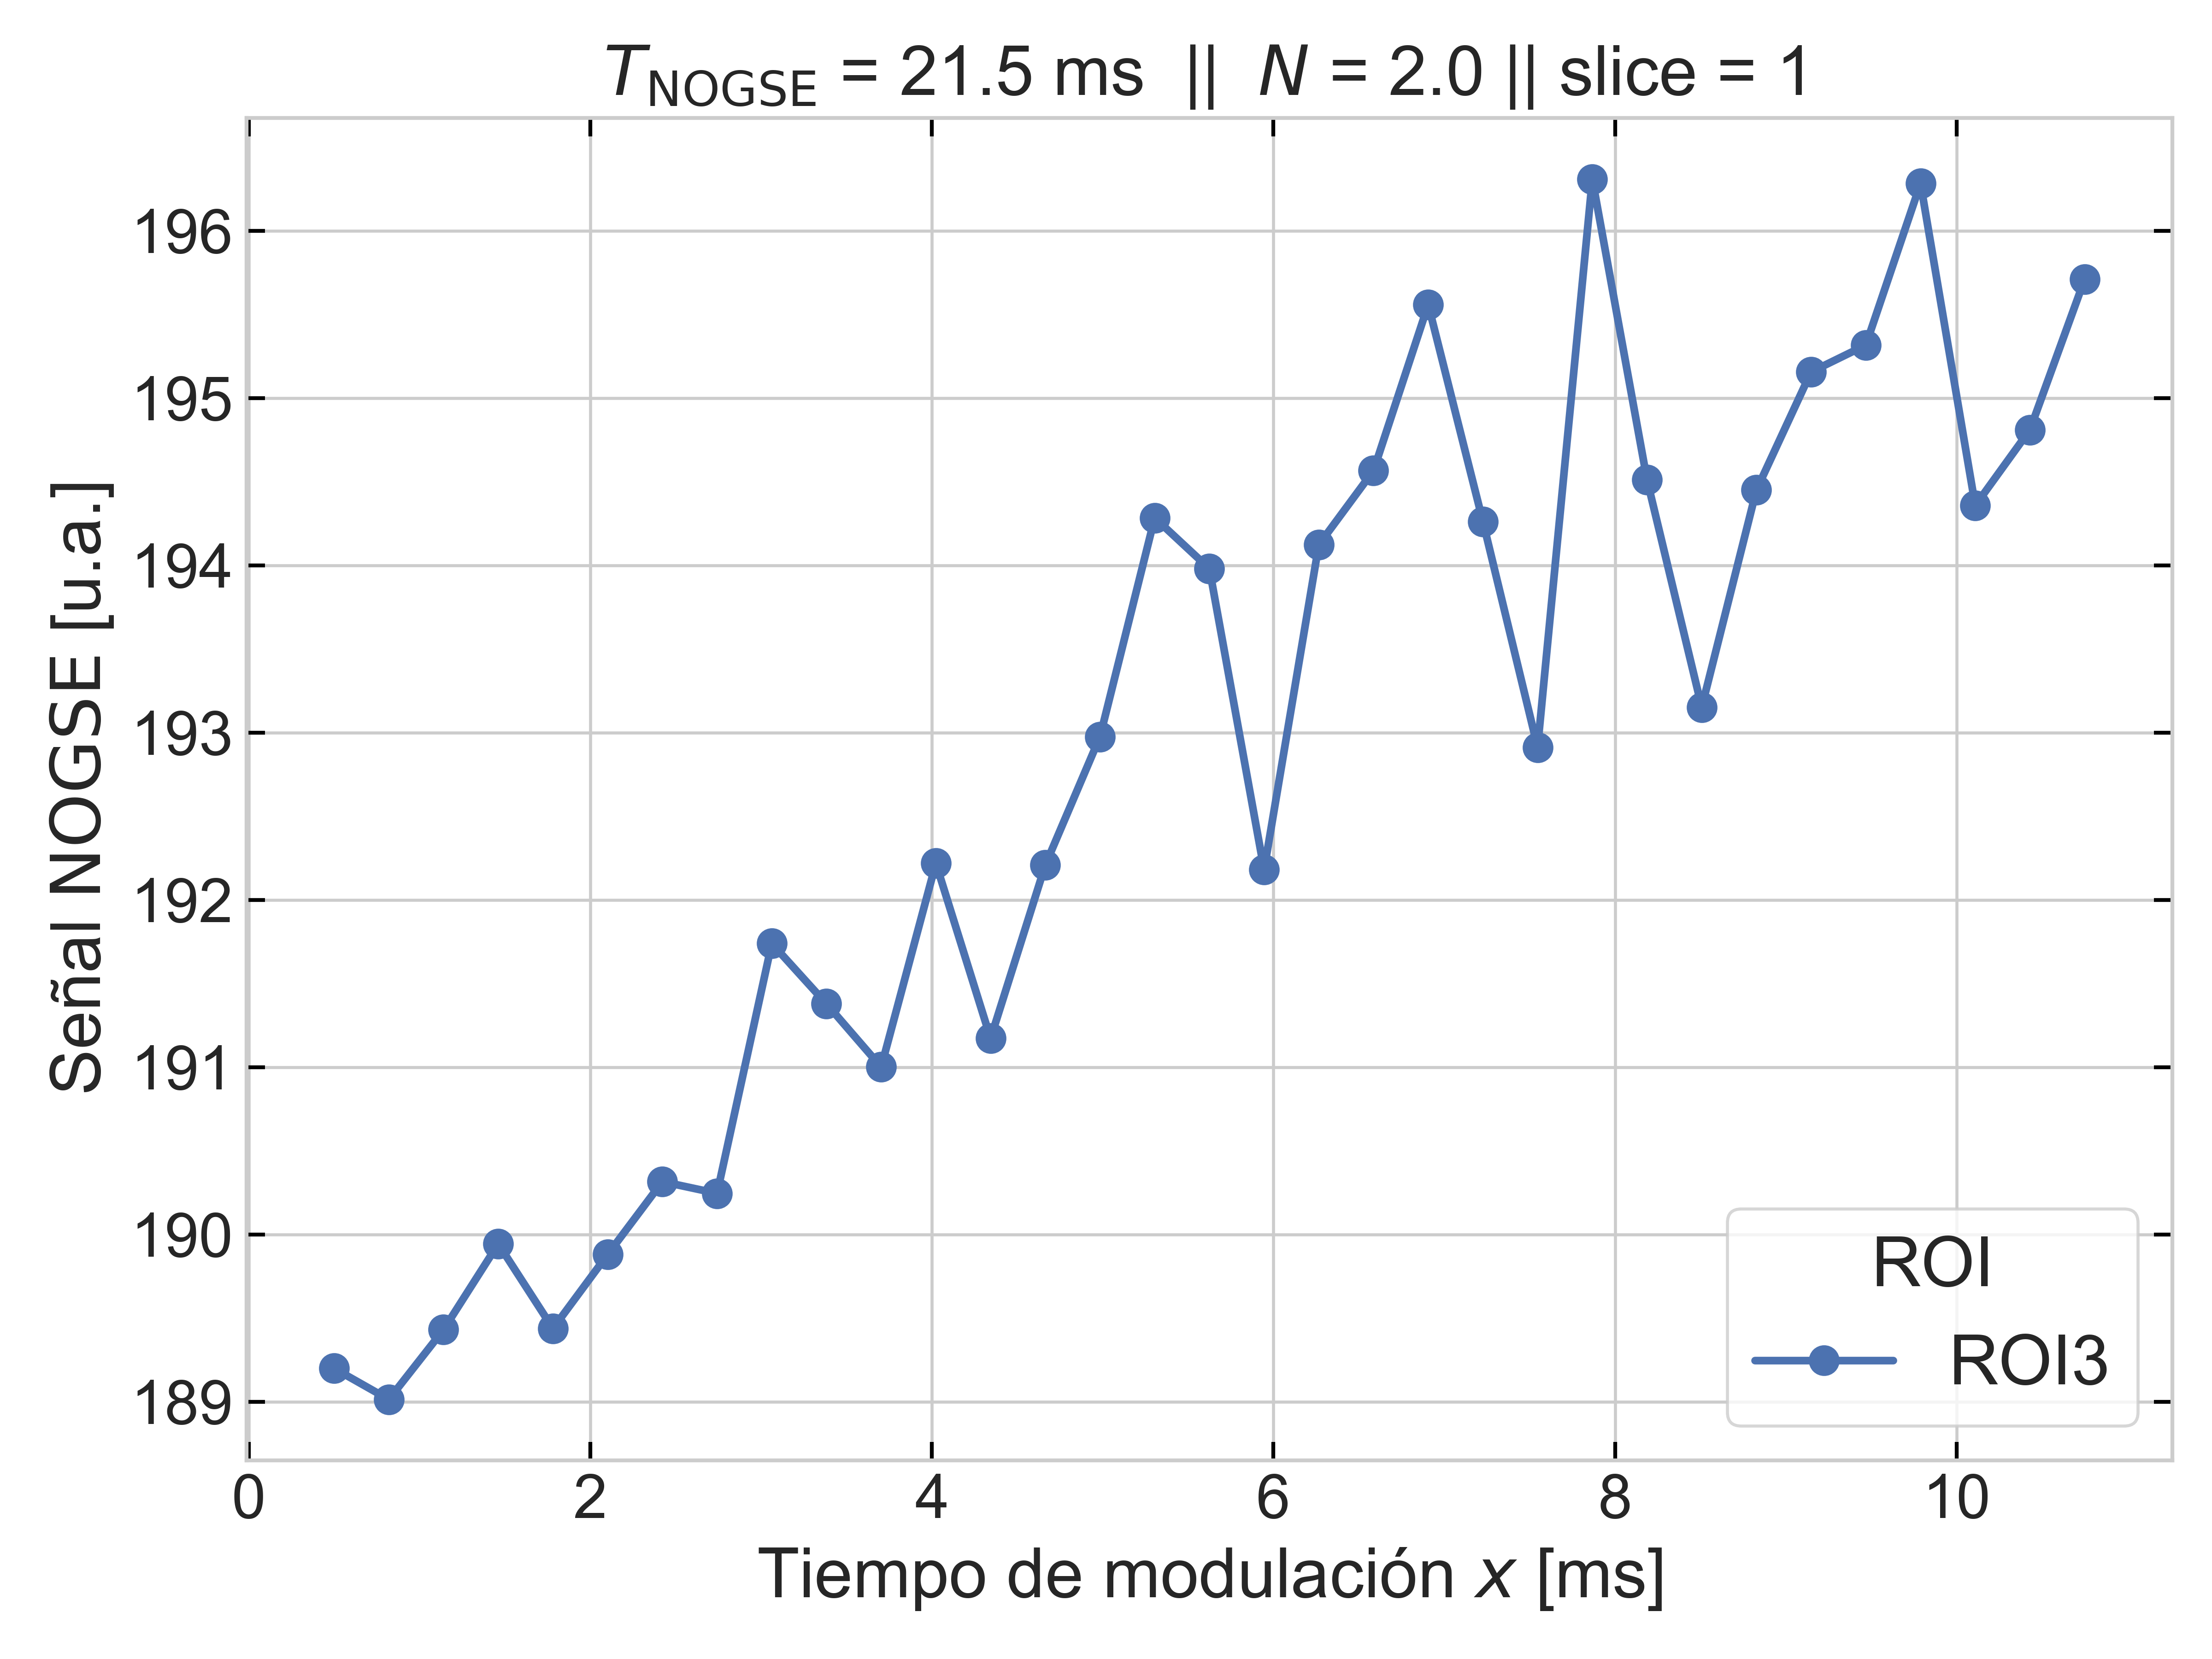 T_NOGSE = 21.5 ms || N = 2.0 || slice = 1
Señal NOGSE [u.a.]
196
195
194
193
192
191
190
189
ROI
ROI3
0 2 4 6 8 10
Tiempo de modulación x [ms]